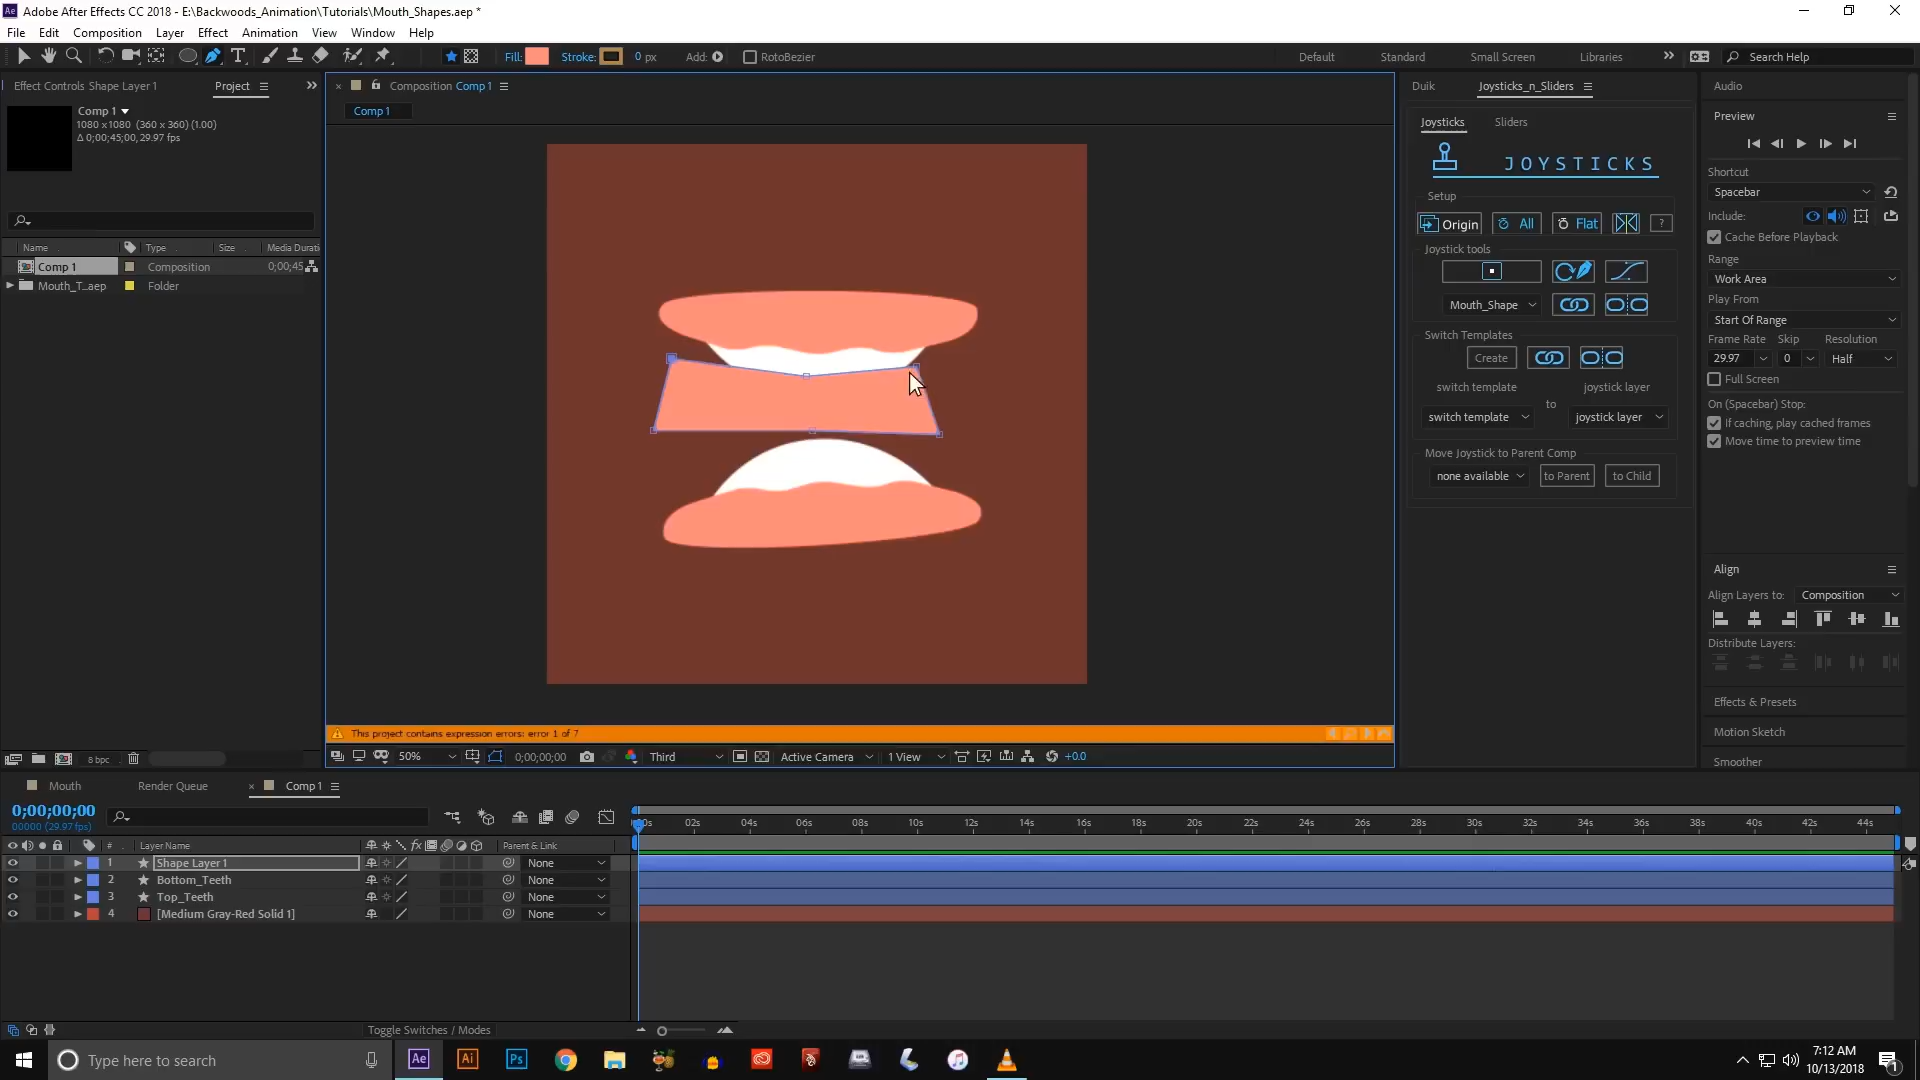 Ae Adobe After Effects CC 2018 - E:\Backwoods_Animation\Tutorials\Mouth_Shapes.aep *
File Edit Composition Layer Effect Animation View Window Help
Fill: Stroke: 0 px Add: RotoBezier Default Standard Small Screen Libraries Search Help
Effect Controls Shape Layer 1 Project
Comp 1
1080 x1080 (360 x 360) (1.00)
Δ 0;00;45;00, 29.97 fps
Name Type Size Media Durati
Comp 1 Composition 0;00;45
Mouth_T...aep Folder
8 bpc
Composition Comp 1
Comp 1
This project contains expression errors: error 1 of 7
50% 0;00;00;00 Third Active Camera 1 View +0.0
Duik Joysticks_n_Sliders
Joysticks Sliders
JOYSTICKS
Setup
Origin All Flat ?
Joystick tools
Mouth_Shape
Switch Templates
Create
switch template joystick layer
switch template to joystick layer
Move Joystick to Parent Comp
none available to Parent to Child
Audio
Preview
Shortcut
Spacebar
Include:
Cache Before Playback
Range
Work Area
Play From
Start Of Range
Frame Rate Skip Resolution
29.97 0 Half
Full Screen
On (Spacebar) Stop:
If caching, play cached frames
Move time to preview time
Align
Align Layers to: Composition
Distribute Layers:
Effects & Presets
Motion Sketch
Smoother
Mouth Render Queue Comp 1
0;00;00;00
00000 (29.97 fps)
02s 04s 06s 08s 10s 12s 14s 16s 18s 20s 22s 24s 26s 28s 30s 32s 34s 36s 38s 40s 42s 44s
# Layer Name fx Parent & Link
1 Shape Layer 1 None
2 Bottom_Teeth None
3 Top_Teeth None
4 [Medium Gray-Red Solid 1] None
Toggle Switches / Modes
Type here to search Ae Ai Ps 7:12 AM
10/13/2018 1